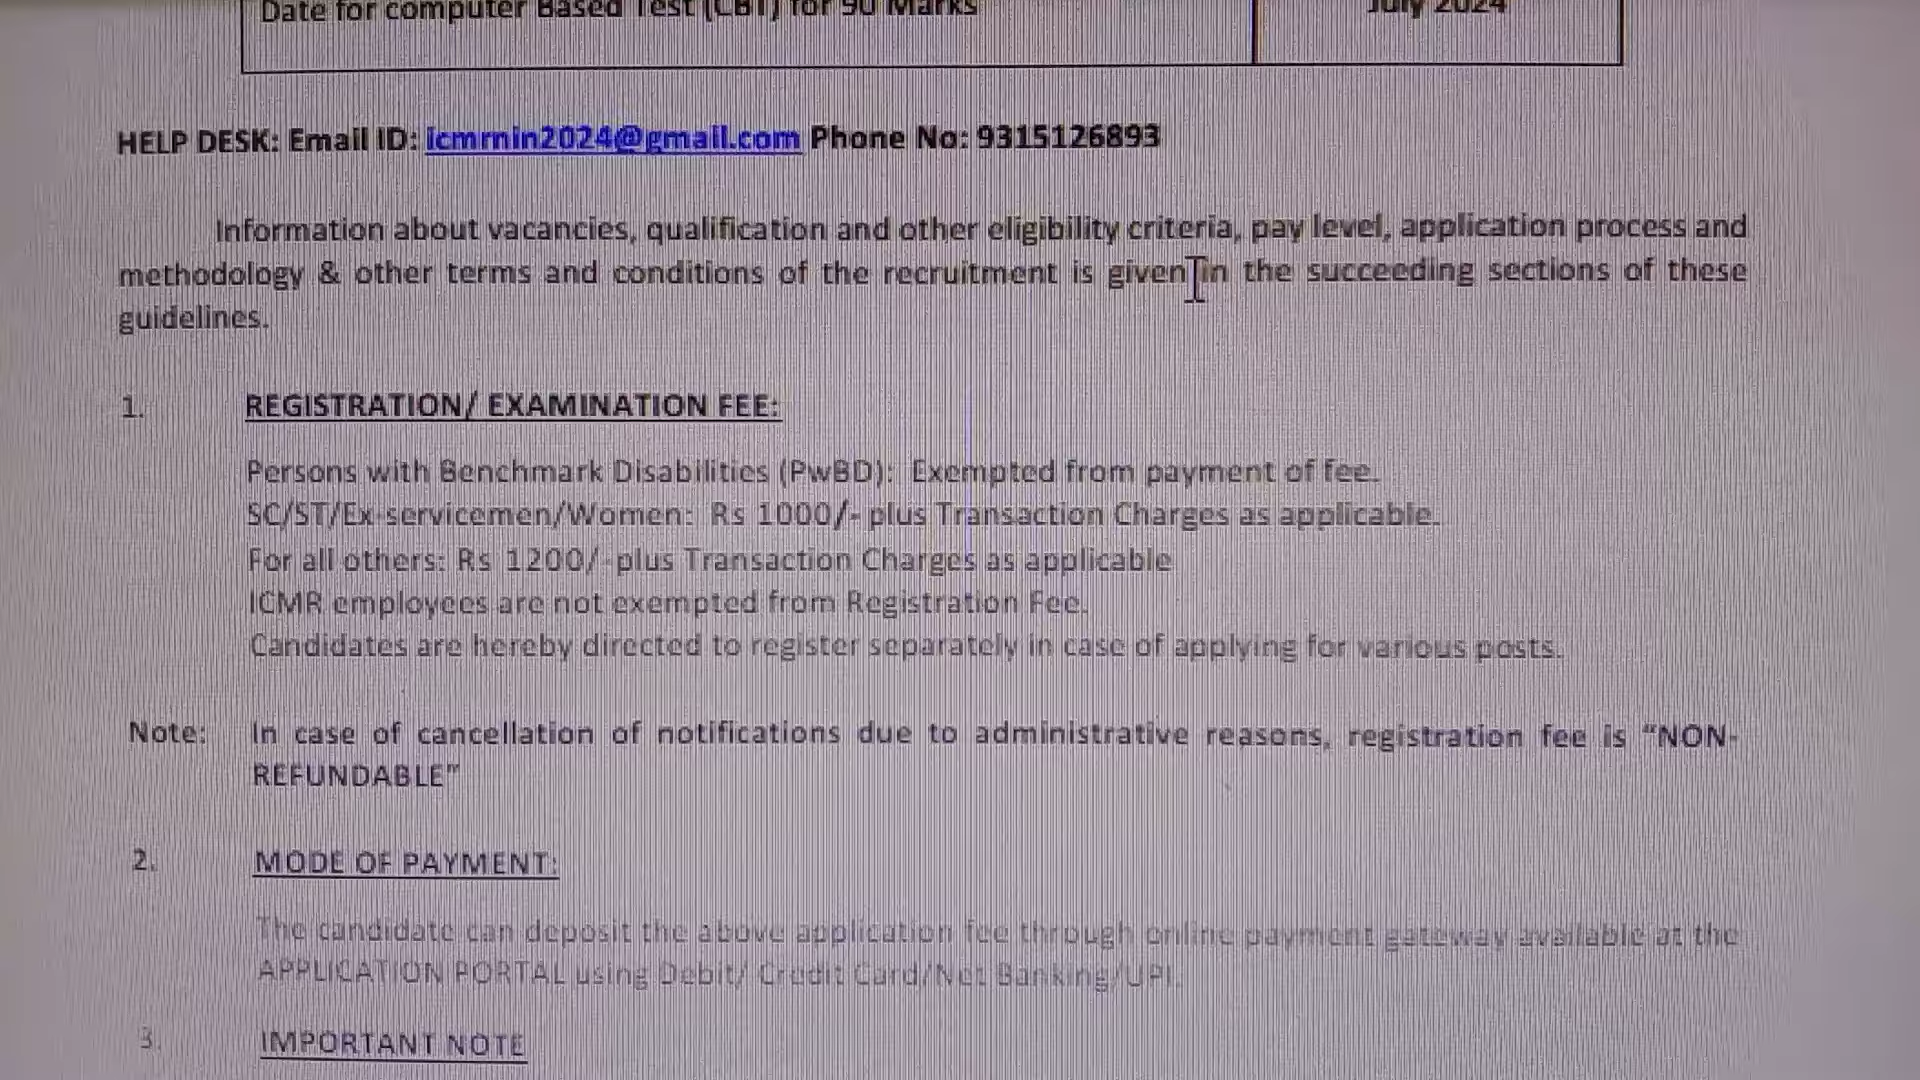 Date for computer Based Test (CBT) for 90 Marks July 2024
HELP DESK: Email ID: icmrnin2024@gmail.com Phone No: 9315126893
Information about vacancies, qualification and other eligibility criteria, pay level, application process and
methodology & other terms and conditions of the recruitment is given in the succeeding sections of these
guidelines.
1. REGISTRATION/ EXAMINATION FEE:
Persons with Benchmark Disabilities (PwBD): Exempted from payment of fee.
SC/ST/Ex-servicemen/Women: Rs 1000/- plus Transaction Charges as applicable.
For all others: Rs 1200/- plus Transaction Charges as applicable
ICMR employees are not exempted from Registration Fee.
Candidates are hereby directed to register separately in case of applying for various posts.
Note: In case of cancellation of notifications due to administrative reasons, registration fee is “NON-
REFUNDABLE”
2. MODE OF PAYMENT:
The candidate can deposit the above application fee through online payment gateway available at the
APPLICATION PORTAL using Debit/ Credit Card/Net Banking/UPI.
3. IMPORTANT NOTE